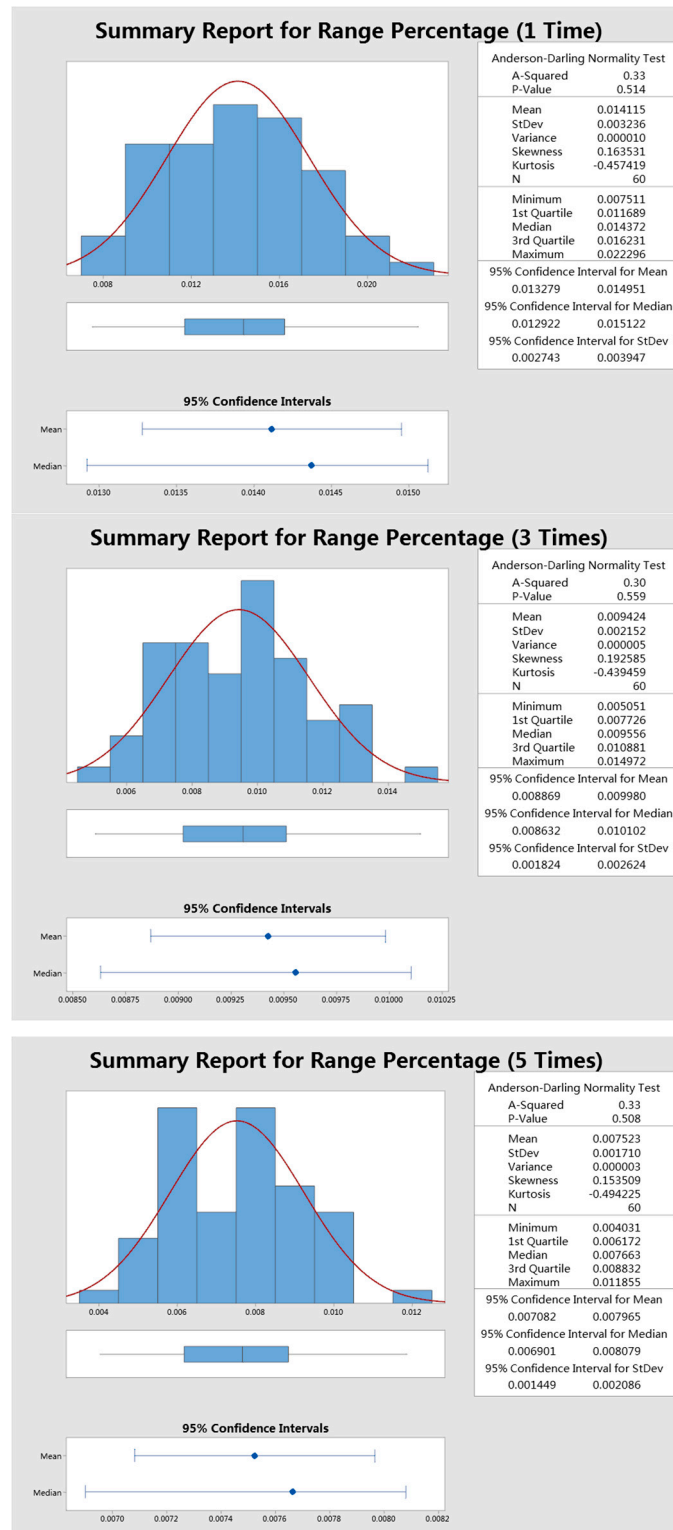 Summary Report for Range Percentage (1 Time)
Anderson-Darling Normality Test
A-Squared 0.33
P-Value 0.514
Mean 0.014115
StDev 0.003236
Variance 0.000010
Skewness 0.163531
Kurtosis -0.457419
N 60
Minimum 0.007511
1st Quartile 0.011689
Median 0.014372
3rd Quartile 0.016231
Maximum 0.022296
95% Confidence Interval for Mean
0.013279 0.014951
95% Confidence Interval for Median
0.012922 0.015122
95% Confidence Interval for StDev
0.002743 0.003947
0.008 0.012 0.016 0.020
95% Confidence Intervals
Mean
Median
0.0130 0.0135 0.0140 0.0145 0.0150
Summary Report for Range Percentage (3 Times)
Anderson-Darling Normality Test
A-Squared 0.30
P-Value 0.559
Mean 0.009424
StDev 0.002152
Variance 0.000005
Skewness 0.192585
Kurtosis -0.439459
N 60
Minimum 0.005051
1st Quartile 0.007726
Median 0.009556
3rd Quartile 0.010881
Maximum 0.014972
95% Confidence Interval for Mean
0.008869 0.009980
95% Confidence Interval for Median
0.008632 0.010102
95% Confidence Interval for StDev
0.001824 0.002624
0.006 0.008 0.010 0.012 0.014
95% Confidence Intervals
Mean
Median
0.00850 0.00875 0.00900 0.00925 0.00950 0.00975 0.01000 0.01025
Summary Report for Range Percentage (5 Times)
Anderson-Darling Normality Test
A-Squared 0.33
P-Value 0.508
Mean 0.007523
StDev 0.001710
Variance 0.000003
Skewness 0.153509
Kurtosis -0.494225
N 60
Minimum 0.004031
1st Quartile 0.006172
Median 0.007663
3rd Quartile 0.008832
Maximum 0.011855
95% Confidence Interval for Mean
0.007082 0.007965
95% Confidence Interval for Median
0.006901 0.008079
95% Confidence Interval for StDev
0.001449 0.002086
0.004 0.006 0.008 0.010 0.012
95% Confidence Intervals
Mean
Median
0.0070 0.0072 0.0074 0.0076 0.0078 0.0080 0.0082